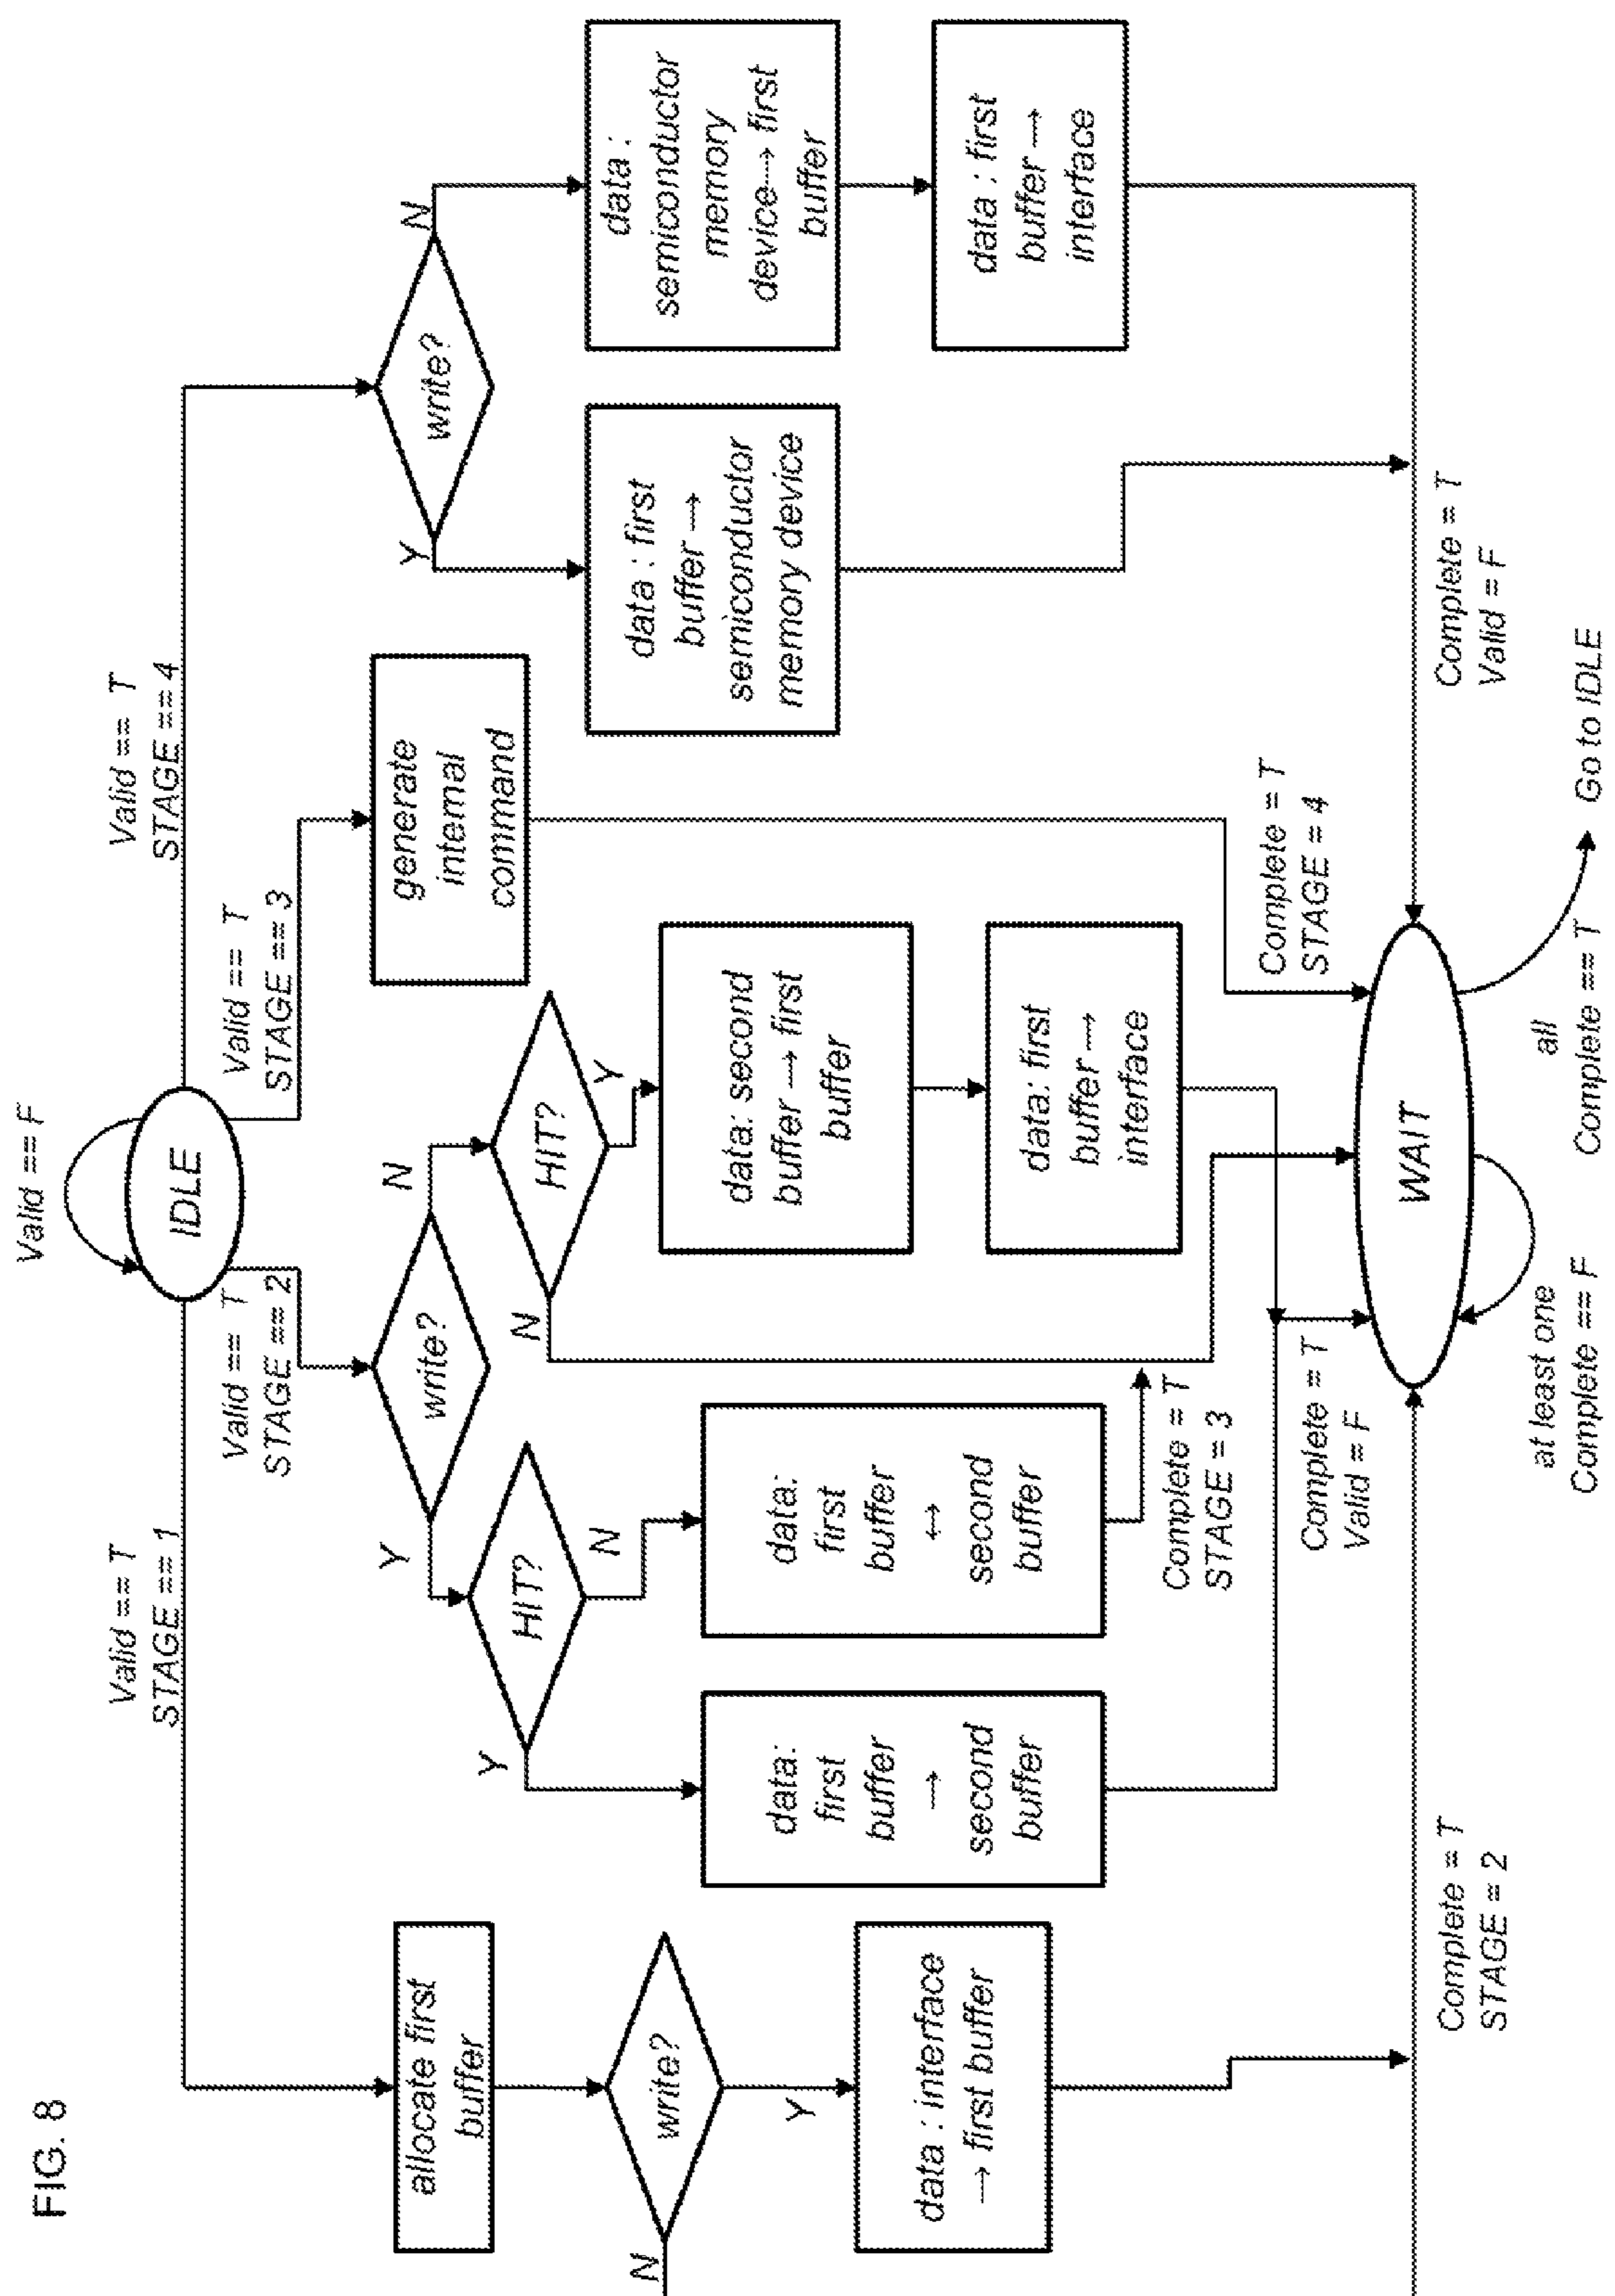 FIG. 8
Valid == F
IDLE
Valid == T
STAGE == 1
Valid == T
STAGE == 2
Valid == T
STAGE == 3
Valid == T
STAGE == 4
allocate first
buffer
write?
N
Y
data : interface
→ first buffer
Complete = T
STAGE = 2
write?
Y
N
HIT?
Y
N
data:
first
buffer
→
second
buffer
data:
first
buffer
↔
second
buffer
Complete = T
STAGE = 3
HIT?
N
Y
data: second
buffer → first
buffer
data: first
buffer →
interface
Complete = T
Valid = F
generate
internal
command
Complete = T
STAGE = 4
write?
Y
N
data : first
buffer →
semiconductor
memory device
data :
semiconductor
memory
device → first
buffer
data : first
buffer →
interface
Complete = T
Valid = F
WAIT
at least one
Complete == F
all
Complete == T
Go to IDLE